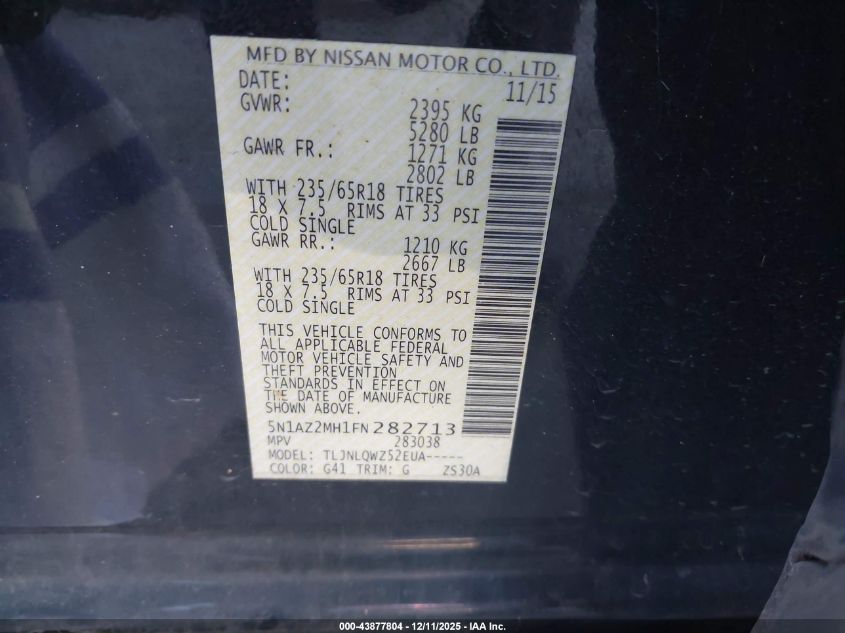 MFD BY NISSAN MOTOR CO., LTD.
DATE: 11/15
GVWR: 2395 KG
5280 LB
GAWR FR.: 1271 KG
2802 LB
WITH 235/65R18 TIRES
18 X 7.5 RIMS AT 33 PSI
COLD SINGLE
GAWR RR.: 1210 KG
2667 LB
WITH 235/65R18 TIRES
18 X 7.5 RIMS AT 33 PSI
COLD SINGLE
THIS VEHICLE CONFORMS TO
ALL APPLICABLE FEDERAL
MOTOR VEHICLE SAFETY AND
THEFT PREVENTION
STANDARDS IN EFFECT ON
THE DATE OF MANUFACTURE
SHOWN ABOVE.
5N1AZ2MH1FN282713
MPV 283038
MODEL: TLJNLQWZ52EUA-----
COLOR: G41 TRIM: G ZS30A
000-43877804 - 12/11/2025 - IAA Inc.